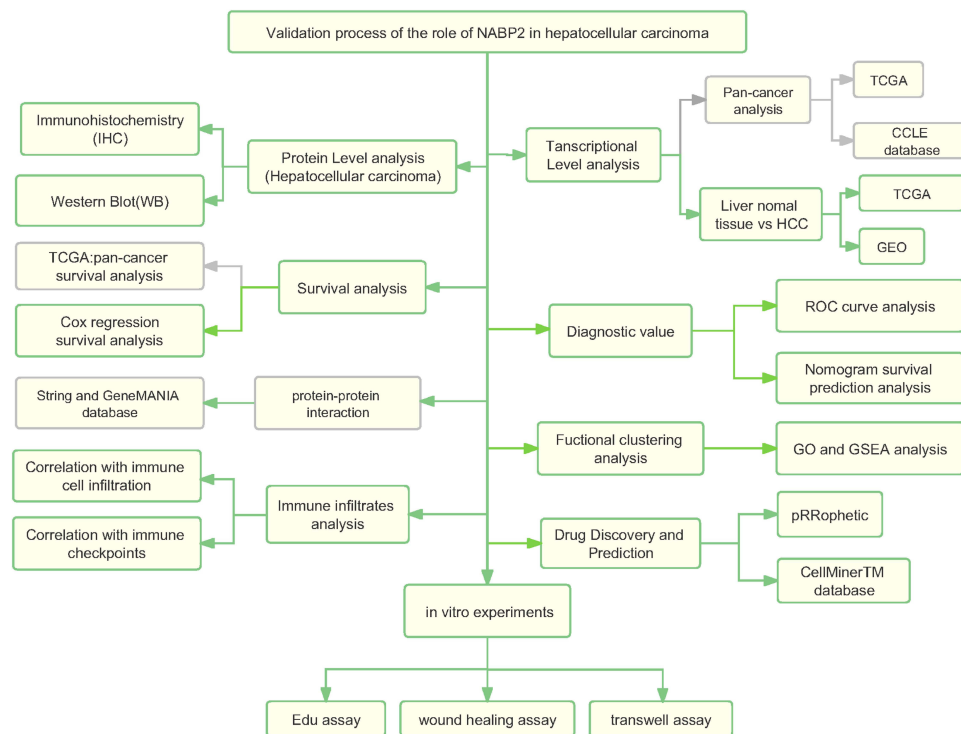 Validation process of the role of NABP2 in hepatocellular carcinoma
Immunohistochemistry
(IHC)
Western Blot(WB)
Protein Level analysis
(Hepatocellular carcinoma)
Tanscriptional
Level analysis
Pan-cancer
analysis
TCGA
CCLE
database
Liver nomal
tissue vs HCC
TCGA
GEO
TCGA:pan-cancer
survival analysis
Cox regression
survival analysis
Survival analysis
Diagnostic value
ROC curve analysis
Nomogram survival
prediction analysis
String and GeneMANIA
database
protein-protein
interaction
Fuctional clustering
analysis
GO and GSEA analysis
Correlation with immune
cell infiltration
Correlation with immune
checkpoints
Immune infiltrates
analysis
Drug Discovery and
Prediction
pRRophetic
CellMinerTM
database
in vitro experiments
Edu assay
wound healing assay
transwell assay